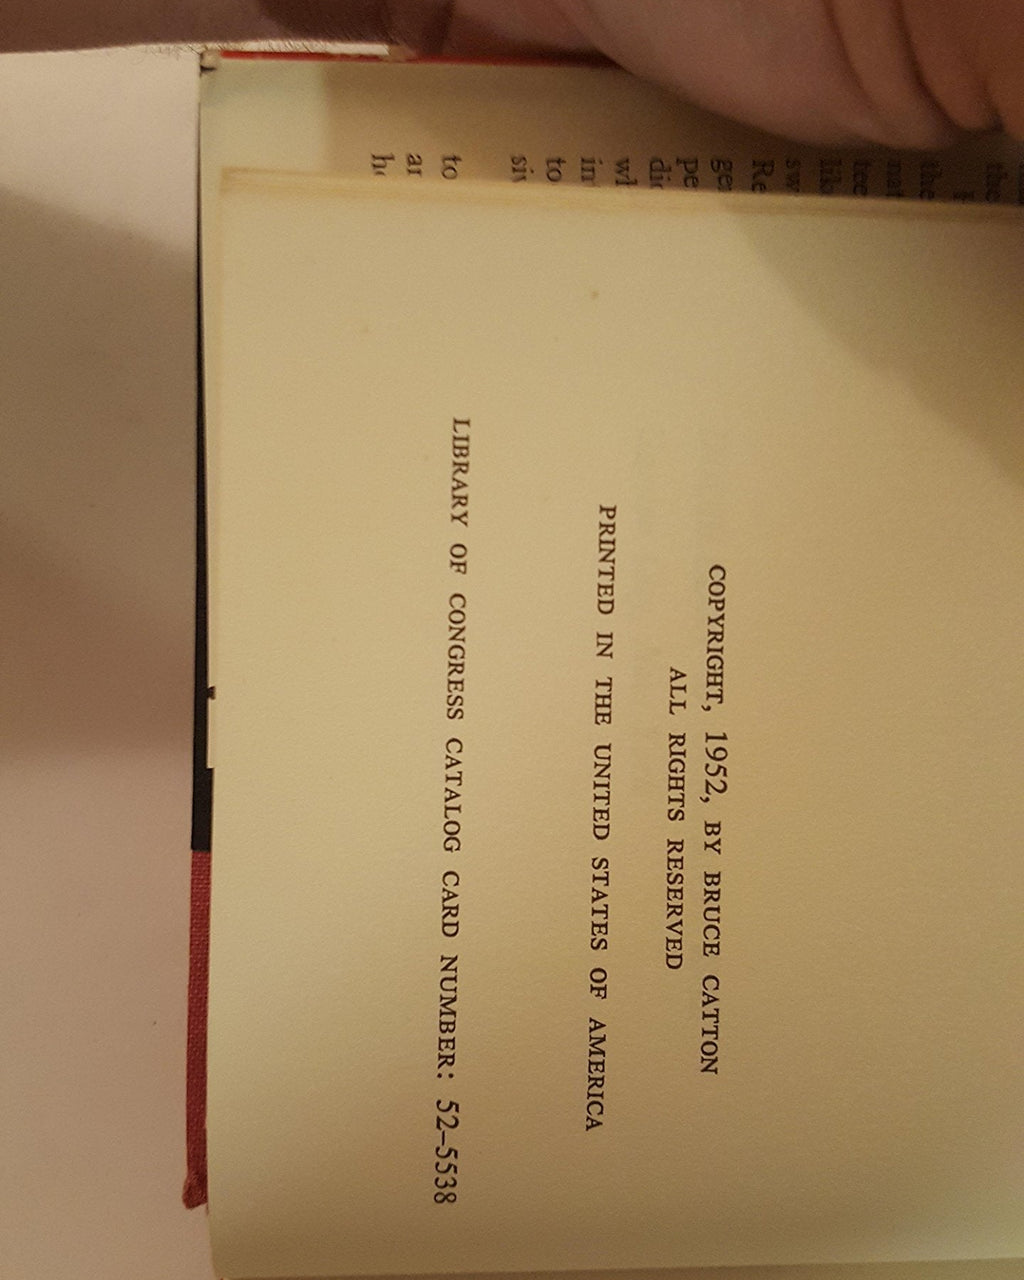 COPYRIGHT, 1952, BY BRUCE CATTON
ALL RIGHTS RESERVED
PRINTED IN THE UNITED STATES OF AMERICA
LIBRARY OF CONGRESS CATALOG CARD NUMBER: 52–5538